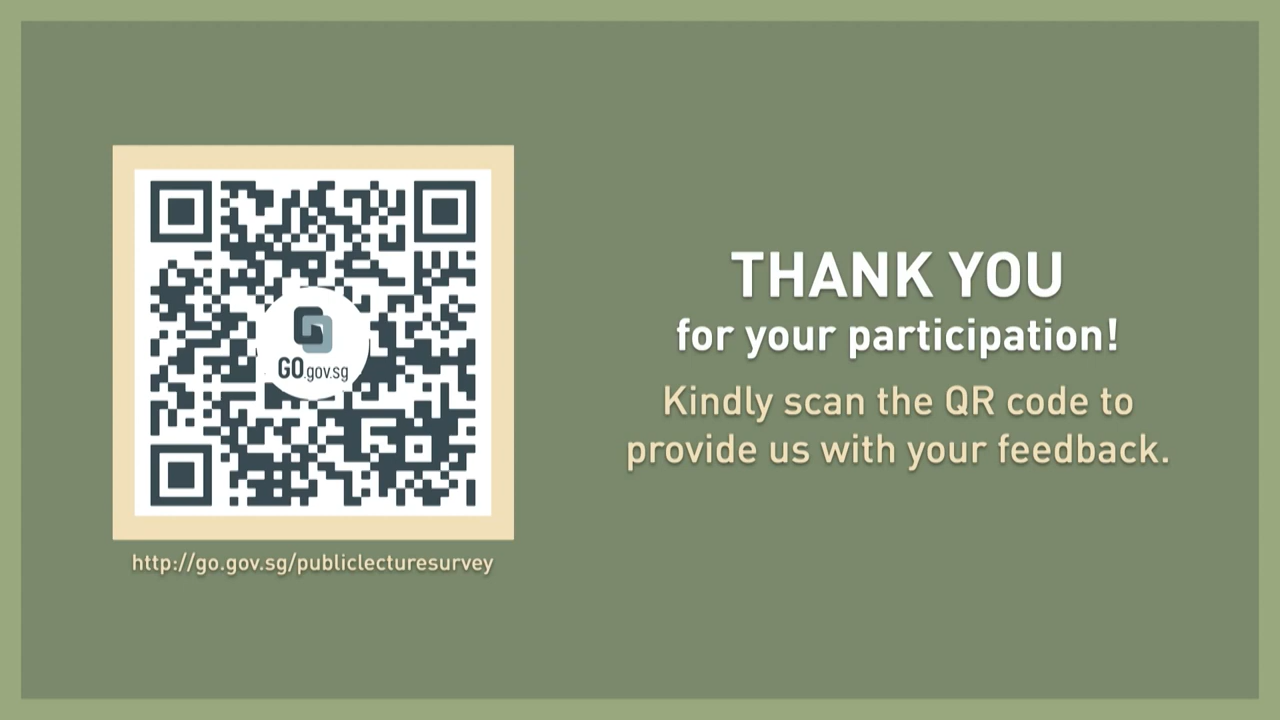 GO.gov.sg
http://go.gov.sg/publiclecturesurvey
THANK YOU
for your participation!
Kindly scan the QR code to
provide us with your feedback.